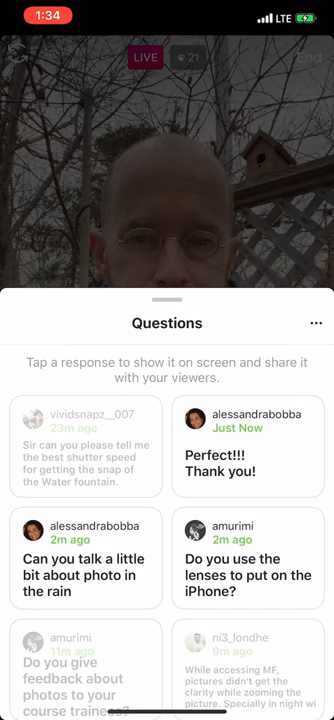 1:34
LTE
LIVE
21
End
Questions
Tap a response to show it on screen and share it
with your viewers.
vividsnapz__007
23m ago
Sir can you please tell me
the best shutter speed
for getting the snap of
the Water fountain.
alessandrabobba
Just Now
Perfect!!!
Thank you!
alessandrabobba
2m ago
Can you talk a little
bit about photo in
the rain
amurimi
2m ago
Do you use the
lenses to put on the
iPhone?
amurimi
11m ago
Do you give
feedback about
photos to your
course trainees?
ni3_londhe
9m ago
While accessing MF,
pictures didn't get the
clarity while zooming the
picture. Specially in night wi